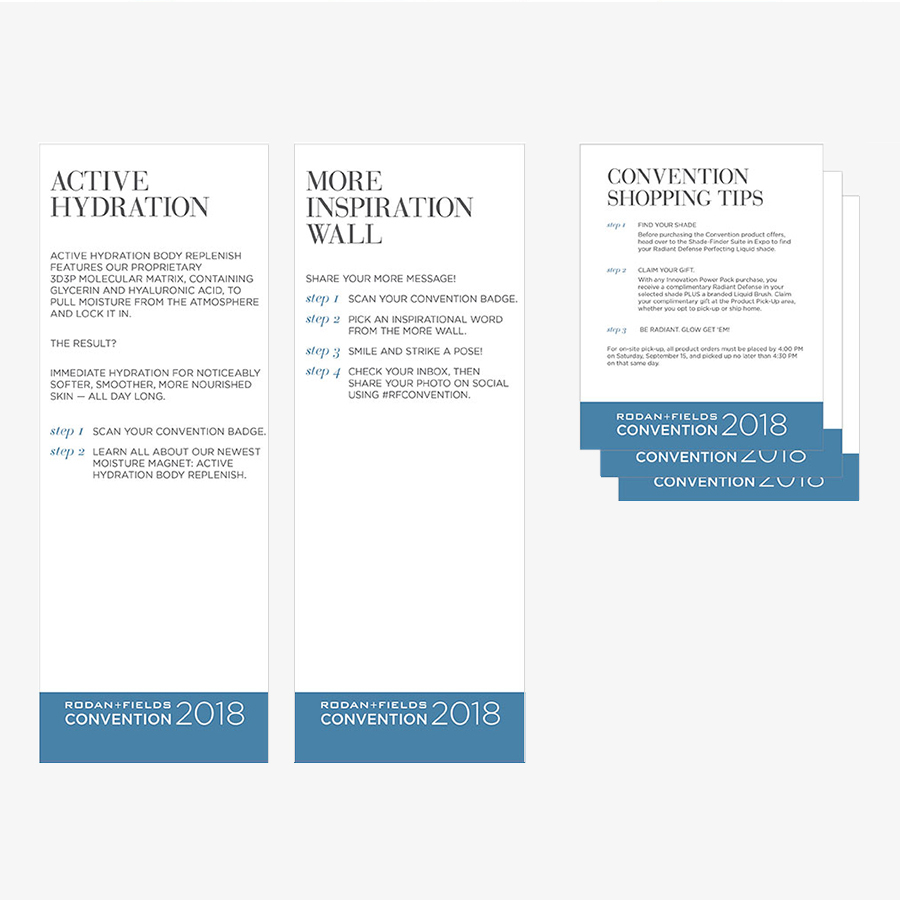 ACTIVE
HYDRATION
ACTIVE HYDRATION BODY REPLENISH
FEATURES OUR PROPRIETARY
3D3P MOLECULAR MATRIX, CONTAINING
GLYCERIN AND HYALURONIC ACID, TO
PULL MOISTURE FROM THE ATMOSPHERE
AND LOCK IT IN.
THE RESULT?
IMMEDIATE HYDRATION FOR NOTICEABLY
SOFTER, SMOOTHER, MORE NOURISHED
SKIN — ALL DAY LONG.
step 1 SCAN YOUR CONVENTION BADGE.
step 2 LEARN ALL ABOUT OUR NEWEST
MOISTURE MAGNET: ACTIVE
HYDRATION BODY REPLENISH.
RODAN+FIELDS
CONVENTION 2018
MORE
INSPIRATION
WALL
SHARE YOUR MORE MESSAGE!
step 1 SCAN YOUR CONVENTION BADGE.
step 2 PICK AN INSPIRATIONAL WORD
FROM THE MORE WALL.
step 3 SMILE AND STRIKE A POSE!
step 4 CHECK YOUR INBOX, THEN
SHARE YOUR PHOTO ON SOCIAL
USING #RFCONVENTION.
RODAN+FIELDS
CONVENTION 2018
CONVENTION
SHOPPING TIPS
step 1 FIND YOUR SHADE
Before purchasing the Convention product offers,
head over to the Shade-Finder Suite in Expo to find
your Radiant Defense Perfecting Liquid shade.
step 2 CLAIM YOUR GIFT.
With any Innovation Power Pack purchase, you
receive a complimentary Radiant Defense in your
selected shade PLUS a branded Liquid Brush. Claim
your complimentary gift at the Product Pick-Up area,
whether you opt to pick-up or ship home.
step 3 BE RADIANT. GLOW GET 'EM!
For on-site pick-up, all product orders must be placed by 4:00 PM
on Saturday, September 15, and picked up no later than 4:30 PM
on that same day.
RODAN+FIELDS
CONVENTION 2018
CONVENTION 2018
CONVENTION 2018